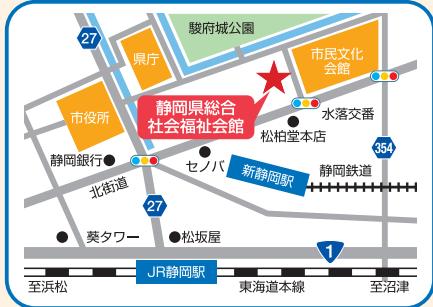 駿府城公園
27
県庁
市民文化
会館
市役所
静岡県総合
社会福祉会館
水落交番
松柏堂本店
静岡銀行
セノバ
354
北街道
新静岡駅
静岡鉄道
27
葵タワー
松坂屋
1
JR静岡駅
至浜松
東海道本線
至沼津